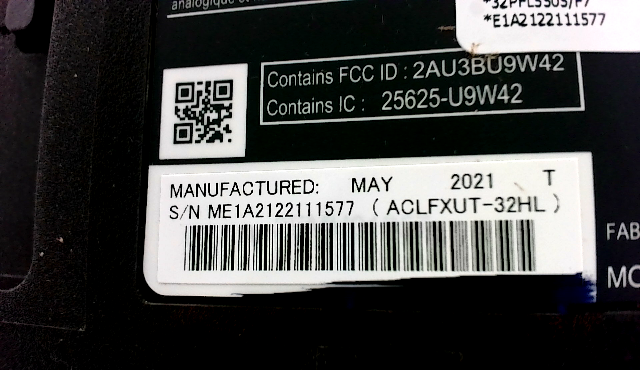 analogique et
*32PFL5505/F7
*E1A2122111577
Contains FCC ID : 2AU3BU9W42
Contains IC : 25625-U9W42
MANUFACTURED: MAY 2021 T
S/N ME1A2122111577 ( ACLFXUT-32HL )
FAB
MO